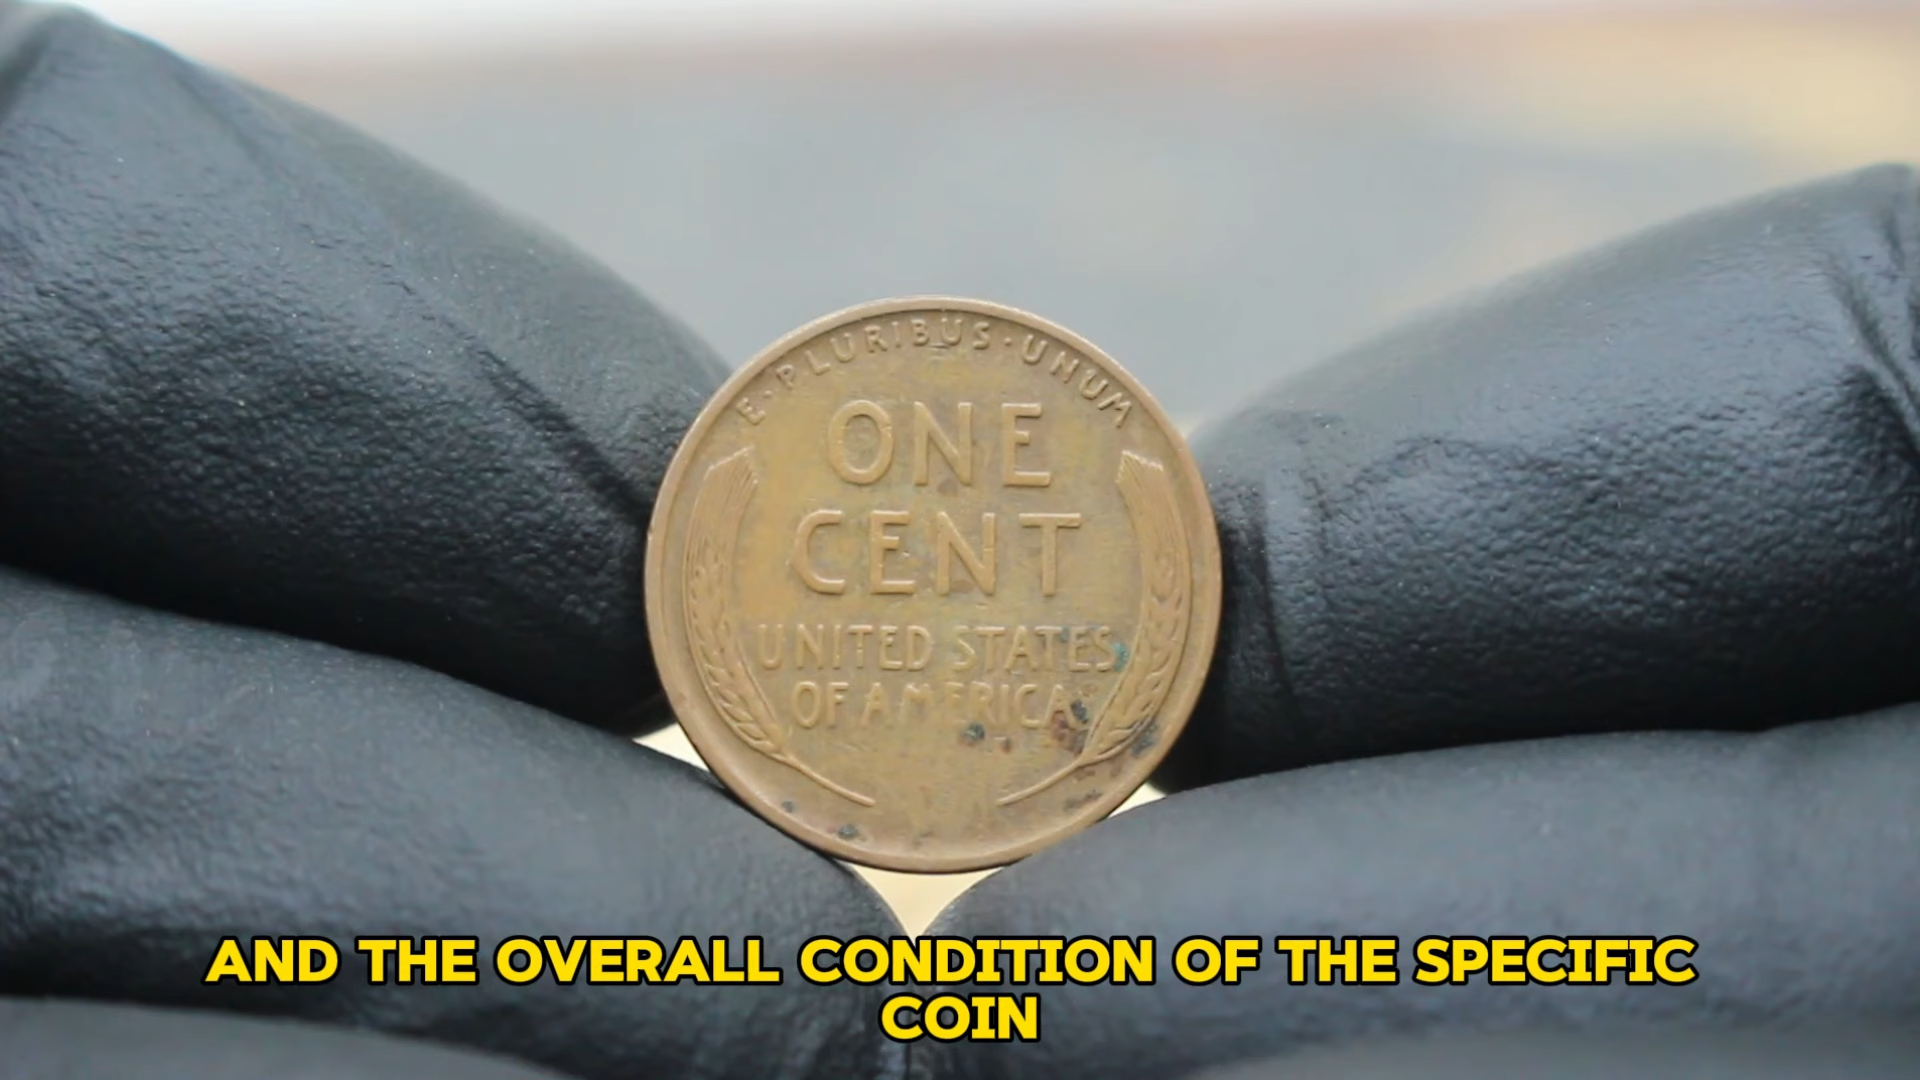 E·PLURIBUS·UNUM
ONE
CENT
UNITED STATES
OF AMERICA
AND THE OVERALL CONDITION OF THE SPECIFIC
COIN